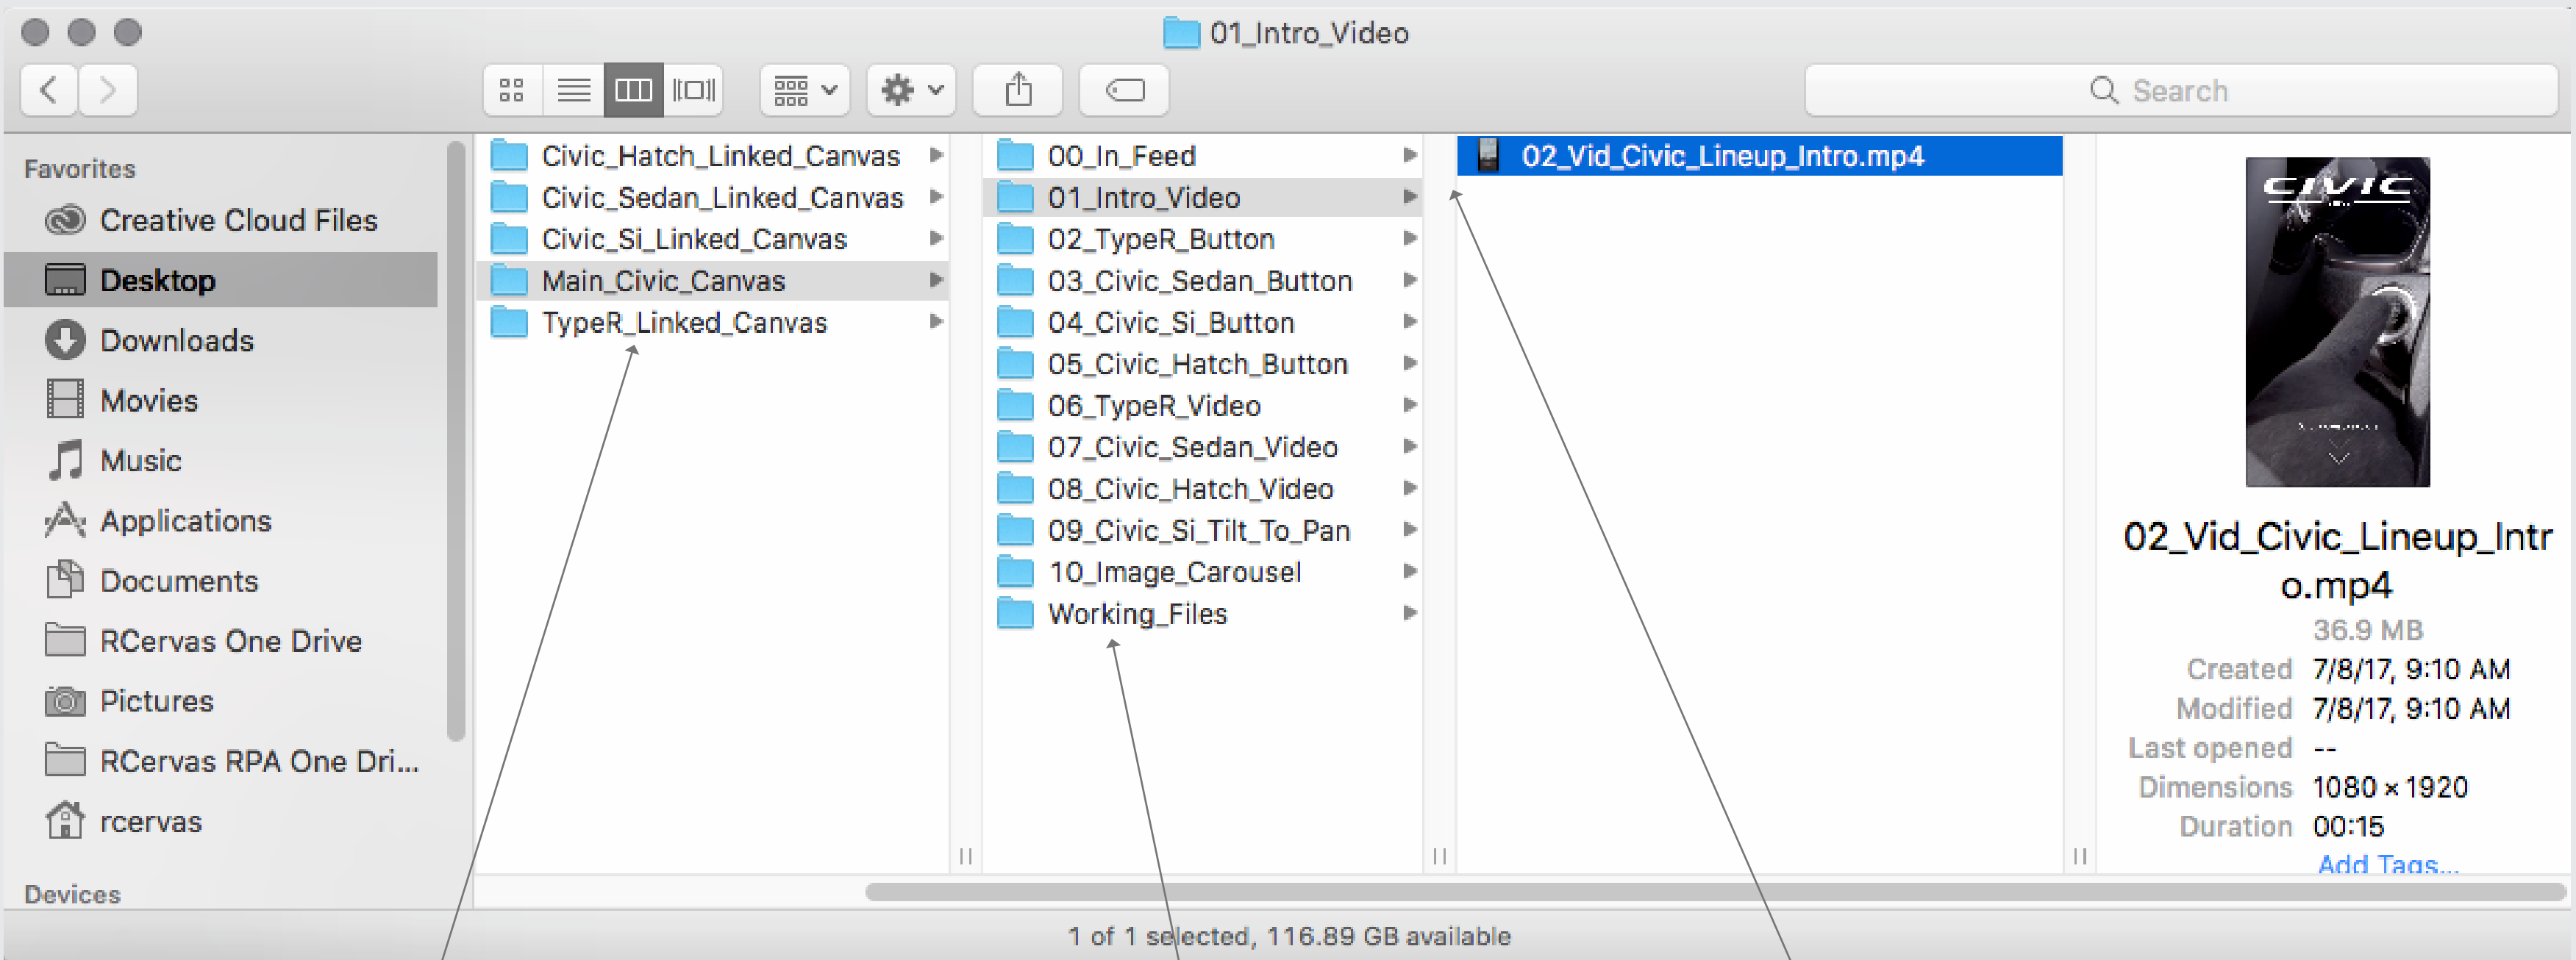 01_Intro_Video
Search
Favorites
Creative Cloud Files
Desktop
Downloads
Movies
Music
Applications
Documents
RCervas One Drive
Pictures
RCervas RPA One Dri...
rcervas
Devices
Civic_Hatch_Linked_Canvas
Civic_Sedan_Linked_Canvas
Civic_Si_Linked_Canvas
Main_Civic_Canvas
TypeR_Linked_Canvas
00_In_Feed
01_Intro_Video
02_TypeR_Button
03_Civic_Sedan_Button
04_Civic_Si_Button
05_Civic_Hatch_Button
06_TypeR_Video
07_Civic_Sedan_Video
08_Civic_Hatch_Video
09_Civic_Si_Tilt_To_Pan
10_Image_Carousel
Working_Files
02_Vid_Civic_Lineup_Intro.mp4
CIVIC
02_Vid_Civic_Lineup_Intr
o.mp4
36.9 MB
Created 7/8/17, 9:10 AM
Modified 7/8/17, 9:10 AM
Last opened --
Dimensions 1080 × 1920
Duration 00:15
Add Tags...
1 of 1 selected, 116.89 GB available